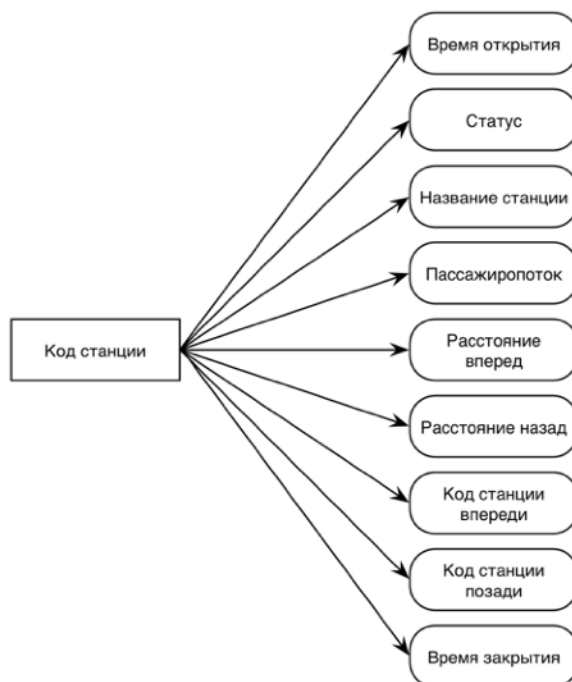 Время открытия
Статус
Название станции
Пассажиропоток
Код станции
Расстояние
вперед
Расстояние назад
Код станции
впереди
Код станции
позади
Время закрытия